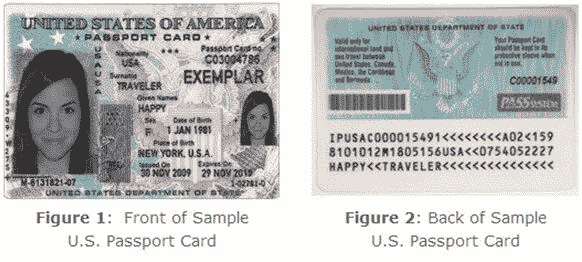 UNITED STATES OF AMERICA
PASSPORT CARD
Nationality
USA
Passport Card no.
C03004786
EXEMPLAR
Surname
TRAVELER
Given Names
HAPPY
Sex
F
Date of Birth
1 JAN 1981
Place of Birth
NEW YORK, U.S.A.
Issued On
30 NOV 2009
Expires On
29 NOV 2019
M-8131821-07
1-02781-0
UNITED STATES DEPARTMENT OF STATE
Figure 1: Front of Sample
U.S. Passport Card
UNITED STATES DEPARTMENT OF STATE
Valid only for
international land and
sea travel between
United States, Canada,
Mexico, the Caribbean
and Bermuda.
Your Passport Card
should be kept in its
protective sleeve when
not in use.
C00001549
PASS SYSTEM
IPUSAC000015491<<<<<<<<A02<159
8101012M1805156USA<<0754052227
HAPPY<<TRAVELER<<<<<<<<<<<<<<<
Figure 2: Back of Sample
U.S. Passport Card